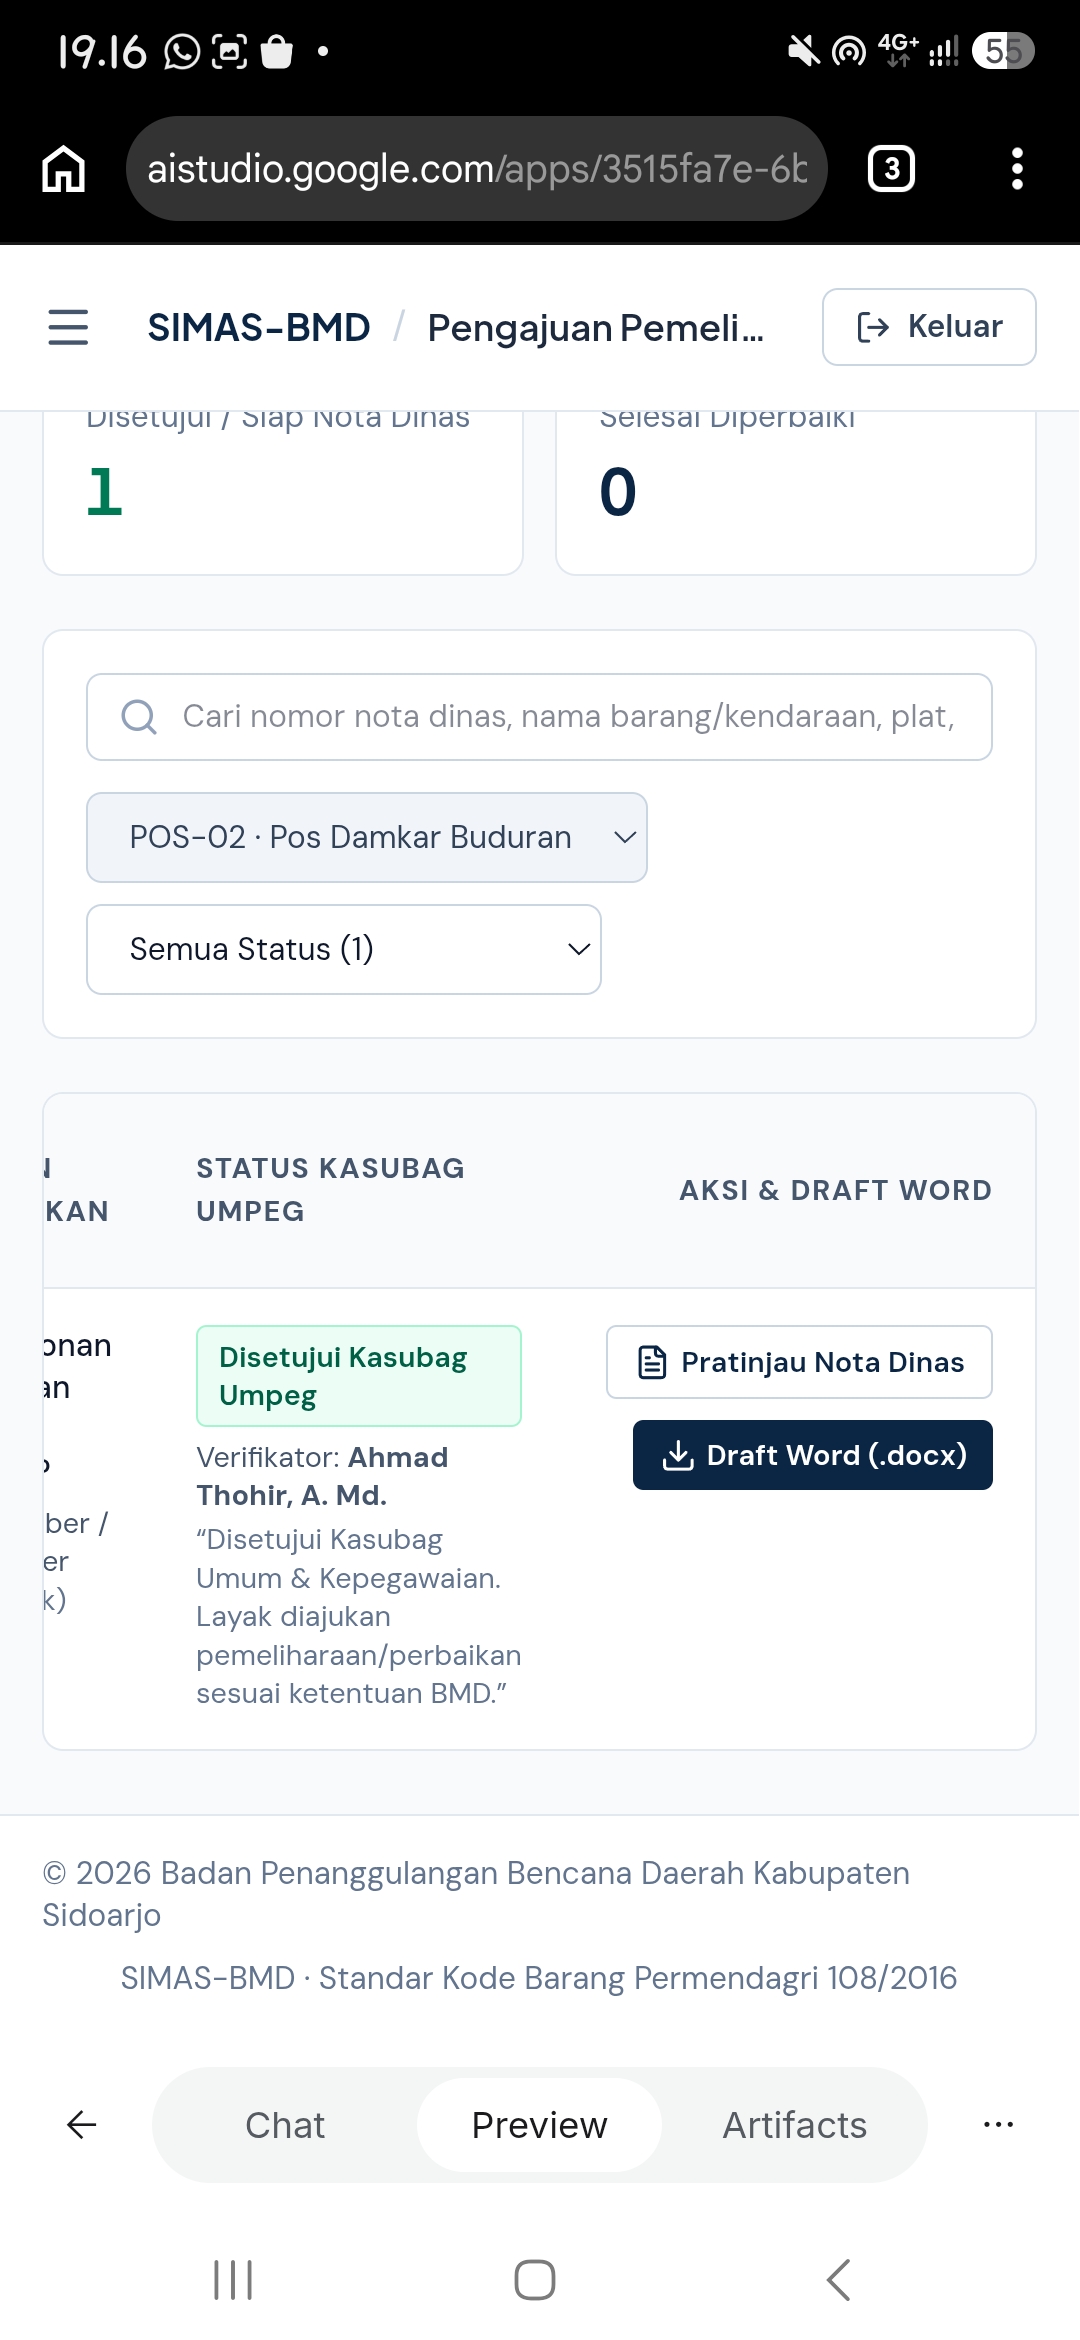 19.16
4G+
55
aistudio.google.com/apps/3515fa7e-6b
3
SIMAS-BMD / Pengajuan Pemeli...
Keluar
Disetujui / Siap Nota Dinas
1
Selesai Diperbaiki
0
Cari nomor nota dinas, nama barang/kendaraan, plat,
POS-02 · Pos Damkar Buduran
Semua Status (1)
N
KAN
STATUS KASUBAG
UMPEG
AKSI & DRAFT WORD
onan
an
ber /
er
k)
Disetujui Kasubag
Umpeg
Verifikator: Ahmad
Thohir, A. Md.
“Disetujui Kasubag
Umum & Kepegawaian.
Layak diajukan
pemeliharaan/perbaikan
sesuai ketentuan BMD.”
Pratinjau Nota Dinas
Draft Word (.docx)
© 2026 Badan Penanggulangan Bencana Daerah Kabupaten
Sidoarjo
SIMAS-BMD · Standar Kode Barang Permendagri 108/2016
Chat
Preview
Artifacts